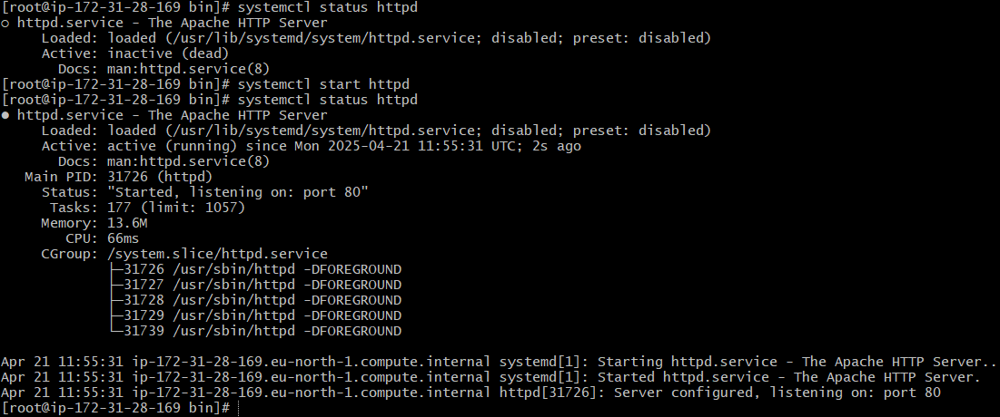 [root@ip-172-31-28-169 bin]# systemctl status httpd
○ httpd.service - The Apache HTTP Server
     Loaded: loaded (/usr/lib/systemd/system/httpd.service; disabled; preset: disabled)
     Active: inactive (dead)
       Docs: man:httpd.service(8)
[root@ip-172-31-28-169 bin]# systemctl start httpd
[root@ip-172-31-28-169 bin]# systemctl status httpd
● httpd.service - The Apache HTTP Server
     Loaded: loaded (/usr/lib/systemd/system/httpd.service; disabled; preset: disabled)
     Active: active (running) since Mon 2025-04-21 11:55:31 UTC; 2s ago
       Docs: man:httpd.service(8)
   Main PID: 31726 (httpd)
     Status: "Started, listening on: port 80"
      Tasks: 177 (limit: 1057)
     Memory: 13.6M
        CPU: 66ms
     CGroup: /system.slice/httpd.service
             ├─31726 /usr/sbin/httpd -DFOREGROUND
             ├─31727 /usr/sbin/httpd -DFOREGROUND
             ├─31728 /usr/sbin/httpd -DFOREGROUND
             ├─31729 /usr/sbin/httpd -DFOREGROUND
             └─31739 /usr/sbin/httpd -DFOREGROUND
Apr 21 11:55:31 ip-172-31-28-169.eu-north-1.compute.internal systemd[1]: Starting httpd.service - The Apache HTTP Server..
Apr 21 11:55:31 ip-172-31-28-169.eu-north-1.compute.internal systemd[1]: Started httpd.service - The Apache HTTP Server.
Apr 21 11:55:31 ip-172-31-28-169.eu-north-1.compute.internal httpd[31726]: Server configured, listening on: port 80
[root@ip-172-31-28-169 bin]#